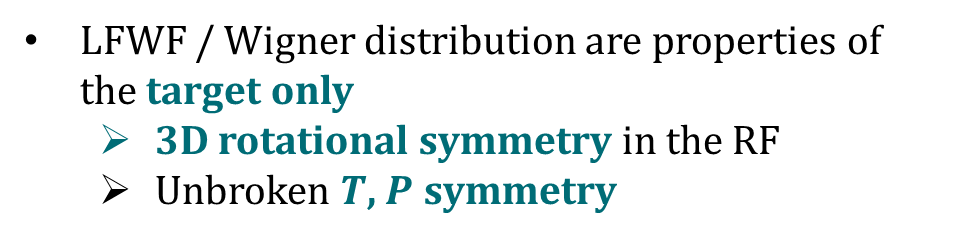 • LFWF / Wigner distribution are properties of
the target only
➢ 3D rotational symmetry in the RF
➢ Unbroken T, P symmetry